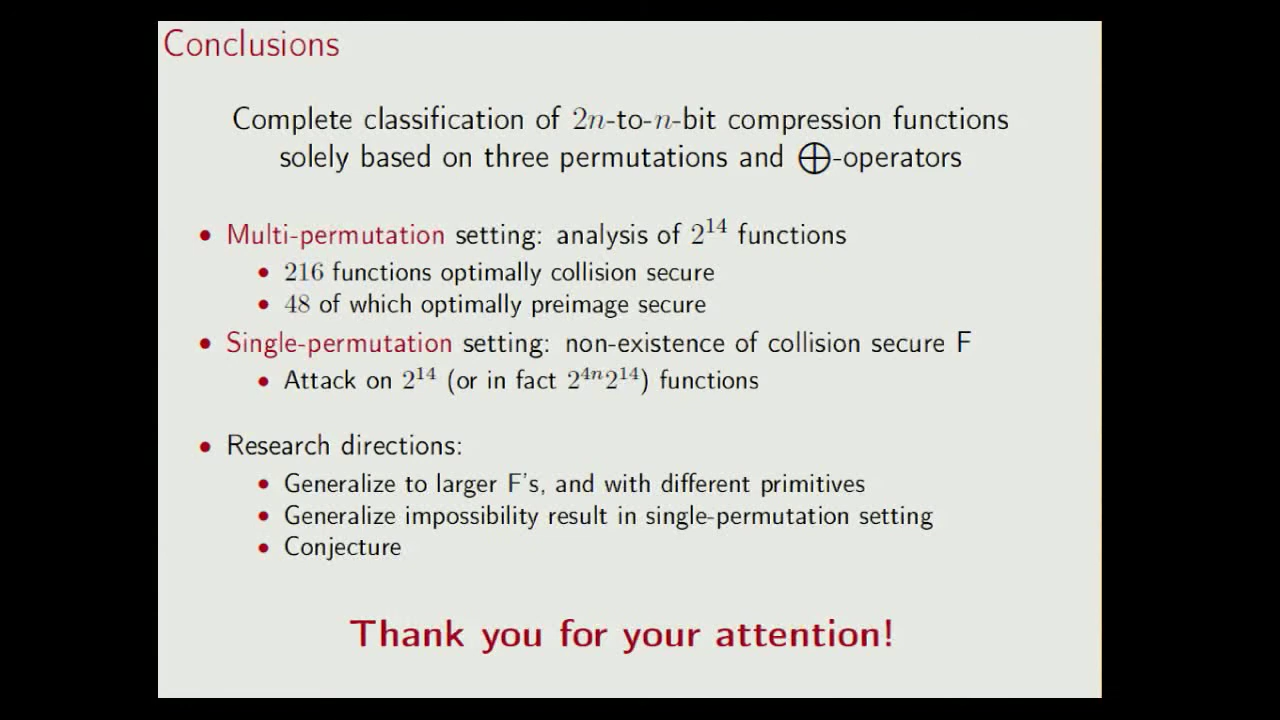 Conclusions
Complete classification of 2n-to-n-bit compression functions
solely based on three permutations and ⊕-operators
• Multi-permutation setting: analysis of 2^14 functions
• 216 functions optimally collision secure
• 48 of which optimally preimage secure
• Single-permutation setting: non-existence of collision secure F
• Attack on 2^14 (or in fact 2^4n2^14) functions
• Research directions:
• Generalize to larger F's, and with different primitives
• Generalize impossibility result in single-permutation setting
• Conjecture
Thank you for your attention!